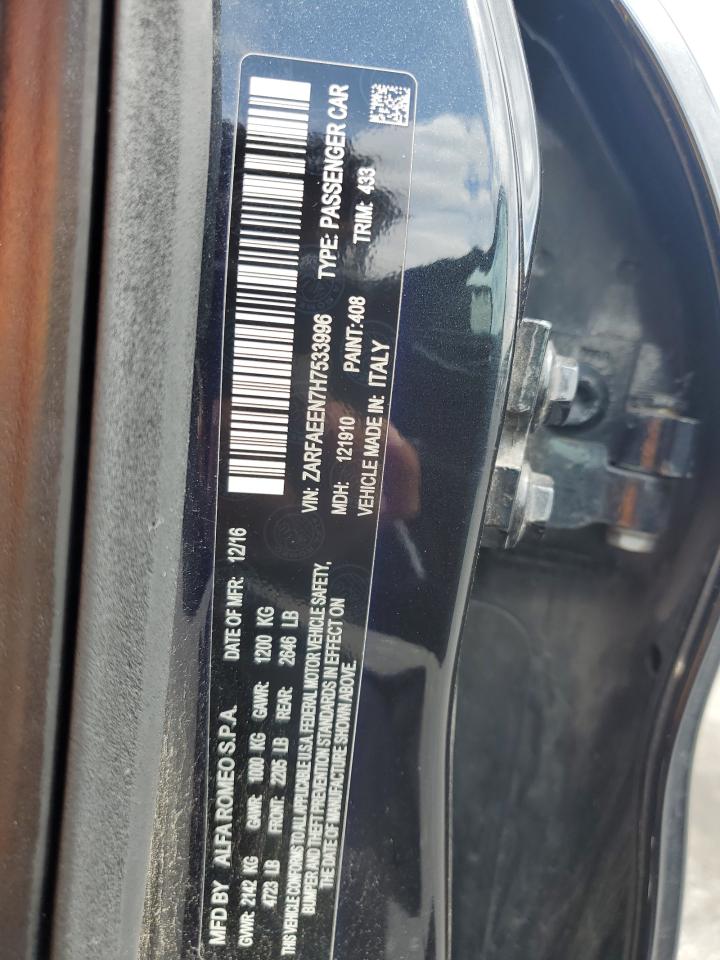 MFD BY ALFA ROMEO S.P.A. DATE OF MFR: 12/16
GVWR: 2142 KG GAWR: 1000 KG GAWR: 1200 KG
4723 LB FRONT: 2205 LB REAR: 2646 LB
THIS VEHICLE CONFORMS TO ALL APPLICABLE U.S.A. FEDERAL MOTOR VEHICLE SAFETY,
BUMPER AND THEFT PREVENTION STANDARDS IN EFFECT ON
THE DATE OF MANUFACTURE SHOWN ABOVE.
VIN: ZARFAEEN7H7533996 TYPE: PASSENGER CAR
MDH: 121910 PAINT:408 TRIM: 433
VEHICLE MADE IN: ITALY